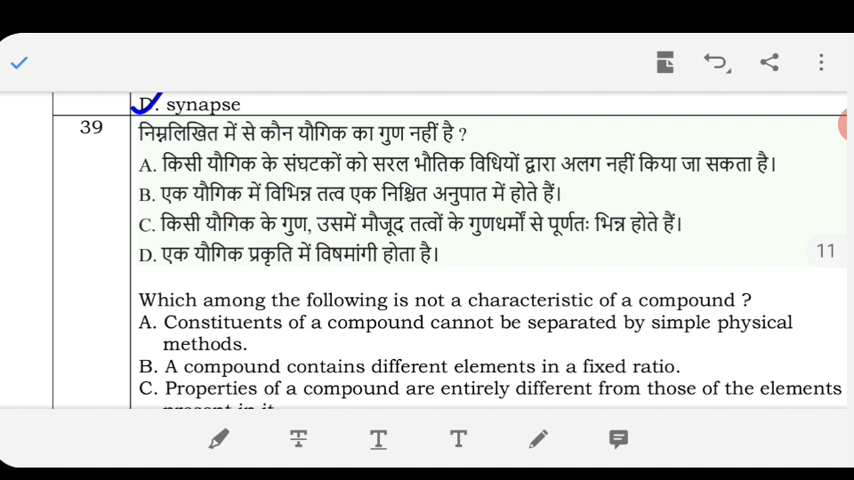 D. synapse
39
निम्नलिखित में से कौन यौगिक का गुण नहीं है ?
A. किसी यौगिक के संघटकों को सरल भौतिक विधियों द्वारा अलग नहीं किया जा सकता है।
B. एक यौगिक में विभिन्न तत्व एक निश्चित अनुपात में होते हैं।
C. किसी यौगिक के गुण, उसमें मौजूद तत्वों के गुणधर्मों से पूर्णतः भिन्न होते हैं।
D. एक यौगिक प्रकृति में विषमांगी होता है।
11
Which among the following is not a characteristic of a compound ?
A. Constituents of a compound cannot be separated by simple physical
methods.
B. A compound contains different elements in a fixed ratio.
C. Properties of a compound are entirely different from those of the elements
present in it